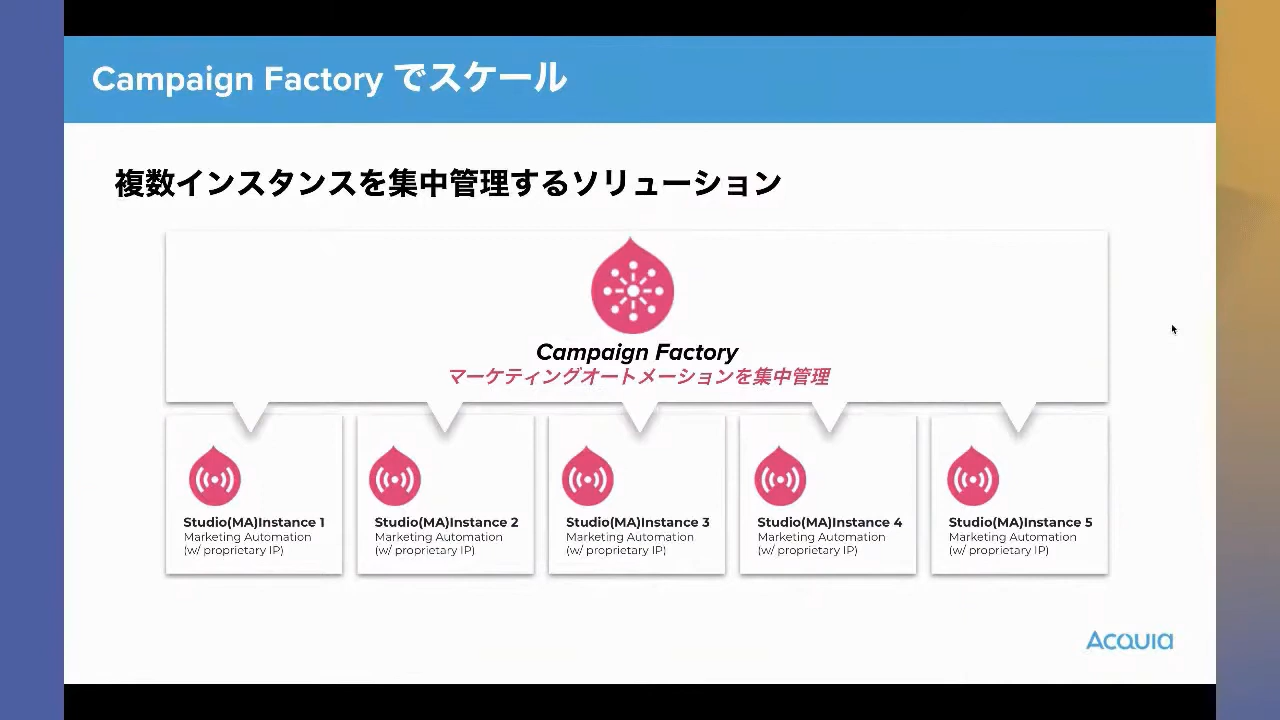 Campaign Factory でスケール
複数インスタンスを集中管理するソリューション
Campaign Factory
マーケティングオートメーションを集中管理
Studio(MA)Instance 1
Marketing Automation
(w/ proprietary IP)
Studio(MA)Instance 2
Marketing Automation
(w/ proprietary IP)
Studio(MA)Instance 3
Marketing Automation
(w/ proprietary IP)
Studio(MA)Instance 4
Marketing Automation
(w/ proprietary IP)
Studio(MA)Instance 5
Marketing Automation
(w/ proprietary IP)
Acquia